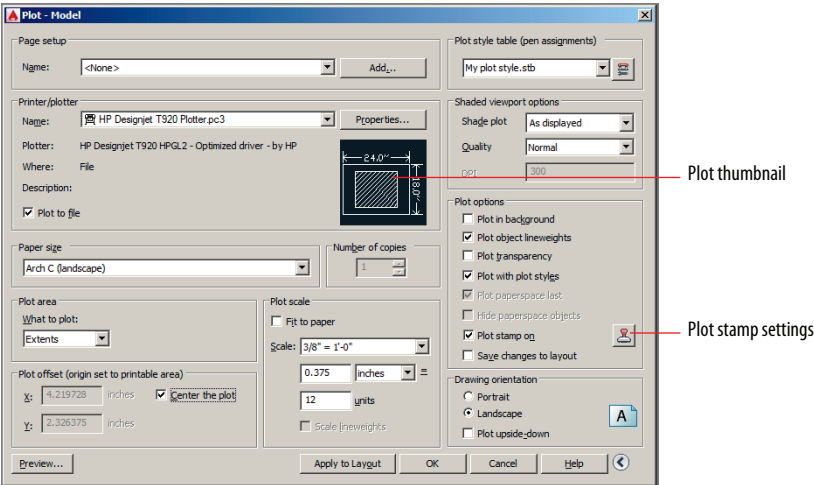 Plot - Model
Page setup
Name:
<None>
Add...
Plot style table (pen assignments)
My plot style.stb
Printer/plotter
Name:
HP Designjet T920 Plotter.pc3
Properties...
Plotter:
HP Designjet T920 HPGL2 - Optimized driver - by HP
Where:
File
Description:
Plot to file
24.0''
18.0''
Shaded viewport options
Shade plot
As displayed
Quality
Normal
DPI
300
Plot thumbnail
Paper size
Arch C (landscape)
Number of copies
1
Plot area
What to plot:
Extents
Plot offset (origin set to printable area)
X:
4.219728
inches
Center the plot
Y:
2.326375
inches
Plot scale
Fit to paper
Scale:
3/8" = 1'-0"
0.375
inches
=
12
units
Scale lineweights
Plot options
Plot in background
Plot object lineweights
Plot transparency
Plot with plot styles
Plot paperspace last
Hide paperspace objects
Plot stamp on
Save changes to layout
Plot stamp settings
Drawing orientation
Portrait
Landscape
Plot upside-down
A
Preview...
Apply to Layout
OK
Cancel
Help